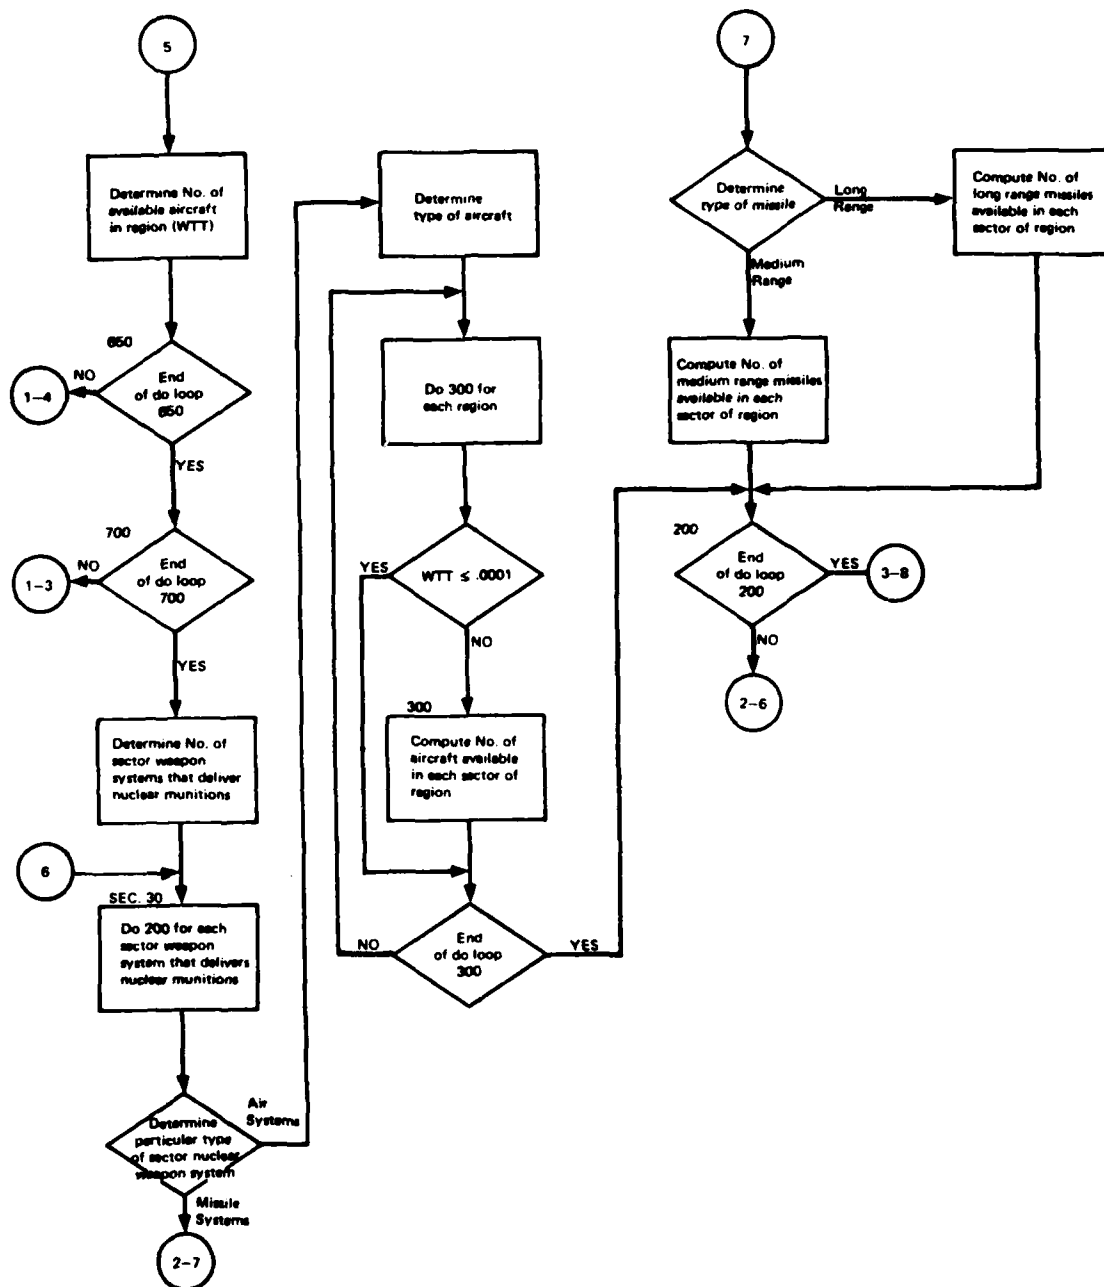 5
Determine No. of
available aircraft
in region (WTT)
650
End
of do loop
650
NO
1-4
YES
700
End
of do loop
700
NO
1-3
YES
Determine No. of
sector weapon
systems that deliver
nuclear munitions
6
SEC. 30
Do 200 for each
sector weapon
system that delivers
nuclear munitions
Determine
particular type
of sector nuclear
weapon system
Air
Systems
Missile
Systems
2-7
Determine
type of aircraft
Do 300 for
each region
WTT ≤ .0001
YES
NO
300
Compute No. of
aircraft available
in each sector of
region
End
of do loop
300
NO
YES
7
Determine
type of missile
Long
Range
Compute No. of
long range missiles
available in each
sector of region
Medium
Range
Compute No. of
medium range missiles
available in each
sector of region
200
End
of do loop
200
YES
3-8
NO
2-6